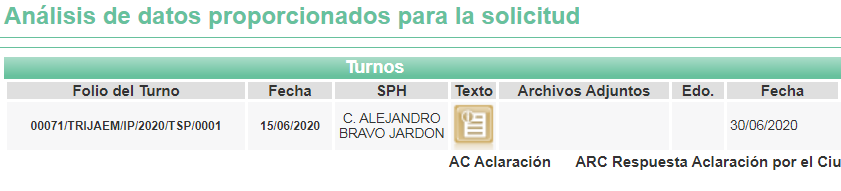 Análisis de datos proporcionados para la solicitud
Turnos
Folio del Turno Fecha SPH Texto Archivos Adjuntos Edo. Fecha
00071/TRIJAEM/IP/2020/TSP/0001 15/06/2020 C. ALEJANDRO BRAVO JARDON 30/06/2020
AC Aclaración ARC Respuesta Aclaración por el Ciu